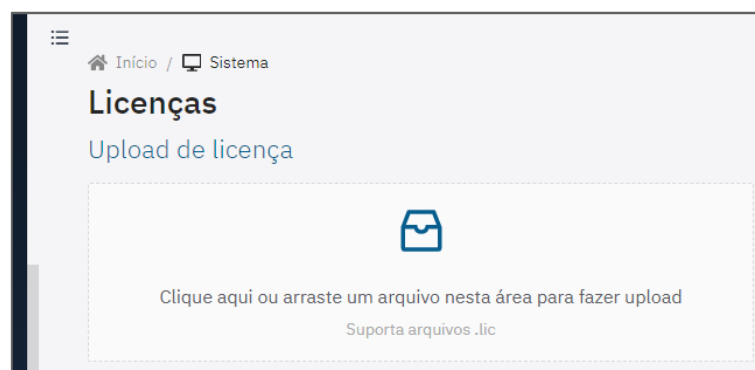 Início / Sistema
Licenças
Upload de licença
Clique aqui ou arraste um arquivo nesta área para fazer upload
Suporta arquivos .lic